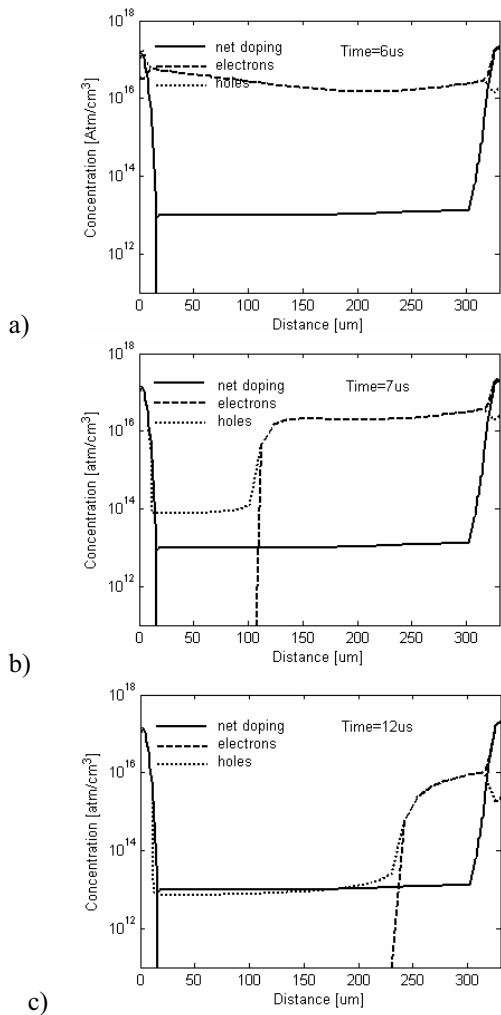 10^18
net doping
electrons
holes
Time=6us
10^16
10^14
10^12
Concentration [Atm/cm^3]
0 50 100 150 200 250 300
Distance [um]
a)
10^18
net doping
electrons
holes
Time=7us
10^16
10^14
10^12
Concentration [atm/cm^3]
0 50 100 150 200 250 300
Distance [um]
b)
10^18
net doping
electrons
holes
Time=12us
10^16
10^14
10^12
Concentration [atm/cm^3]
0 50 100 150 200 250 300
Distance [um]
c)